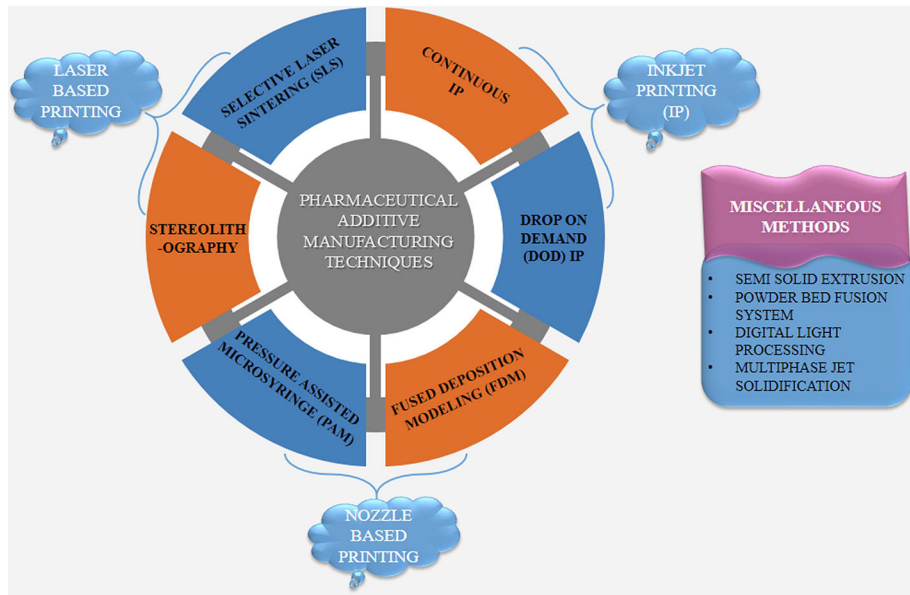 LASER
BASED
PRINTING
SELECTIVE LASER
SINTERING (SLS)
CONTINUOUS
IP
INKJET
PRINTING
(IP)
STEREOLITH
-OGRAPHY
PHARMACEUTICAL
ADDITIVE
MANUFACTURING
TECHNIQUES
DROP ON
DEMAND
(DOD) IP
MISCELLANEOUS
METHODS
• SEMI SOLID EXTRUSION
• POWDER BED FUSION
SYSTEM
• DIGITAL LIGHT
PROCESSING
• MULTIPHASE JET
SOLIDIFICATION
PRESSURE ASSISTED
MICROSYRINGE (PAM)
FUSED DEPOSITION
MODELING (FDM)
NOZZLE
BASED
PRINTING